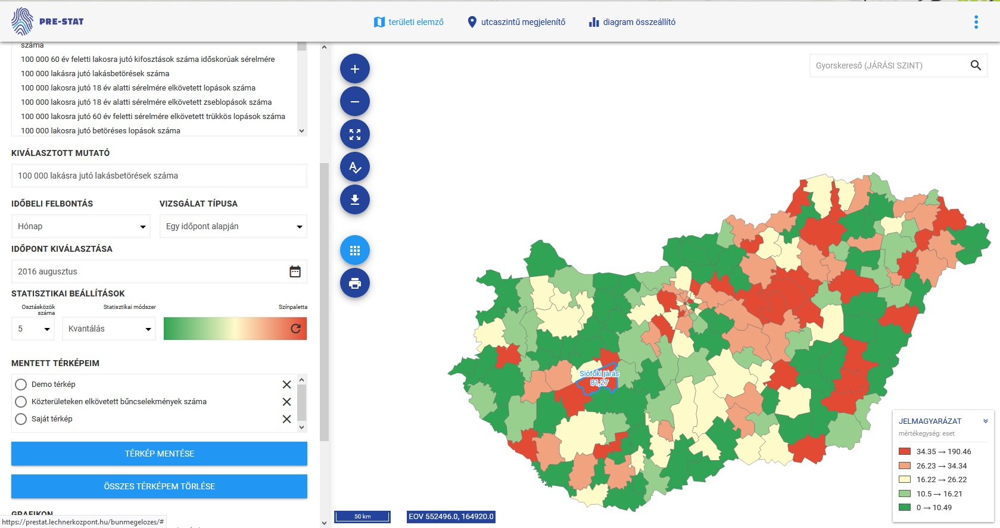 PRE-STAT
területi elemző
utcaszintű megjelenítő
diagram összeállító
száma
100 000 60 év feletti lakosra jutó kifosztások száma időskorúak sérelmére
100 000 lakásra jutó lakásbetörések száma
100 000 lakosra jutó 18 év alatti sérelmére elkövetett lopások száma
100 000 lakosra jutó 18 év alatti sérelmére elkövetett zseblopások száma
100 000 lakosra jutó 60 év feletti sérelmére elkövetett trükkös lopások száma
100 000 lakosra jutó betöréses lopások száma
KIVÁLASZTOTT MUTATÓ
100 000 lakásra jutó lakásbetörések száma
IDŐBELI FELBONTÁS
VIZSGÁLAT TÍPUSA
Hónap
Egy időpont alapján
IDŐPONT KIVÁLASZTÁSA
2016 augusztus
STATISZTIKAI BEÁLLÍTÁSOK
Osztásközök
száma
Statisztikai módszer
Színpaletta
5
Kvantálás
MENTETT TÉRKÉPEIM
Demo térkép
Közterületeken elkövetett bűncselekmények száma
Saját térkép
TÉRKÉP MENTÉSE
ÖSSZES TÉRKÉPEM TÖRLÉSE
GRAFIKON
https://prestat.lechnerkozpont.hu/bunmegelozes/#
Gyorskereső (JÁRÁSI SZINT)
Siófoki járás
81,27
50 km
EOV 552496.0, 164920.0
JELMAGYARÁZAT
mértékegység: eset
34.35 → 190.46
26.23 → 34.34
16.22 → 26.22
10.5 → 16.21
0 → 10.49